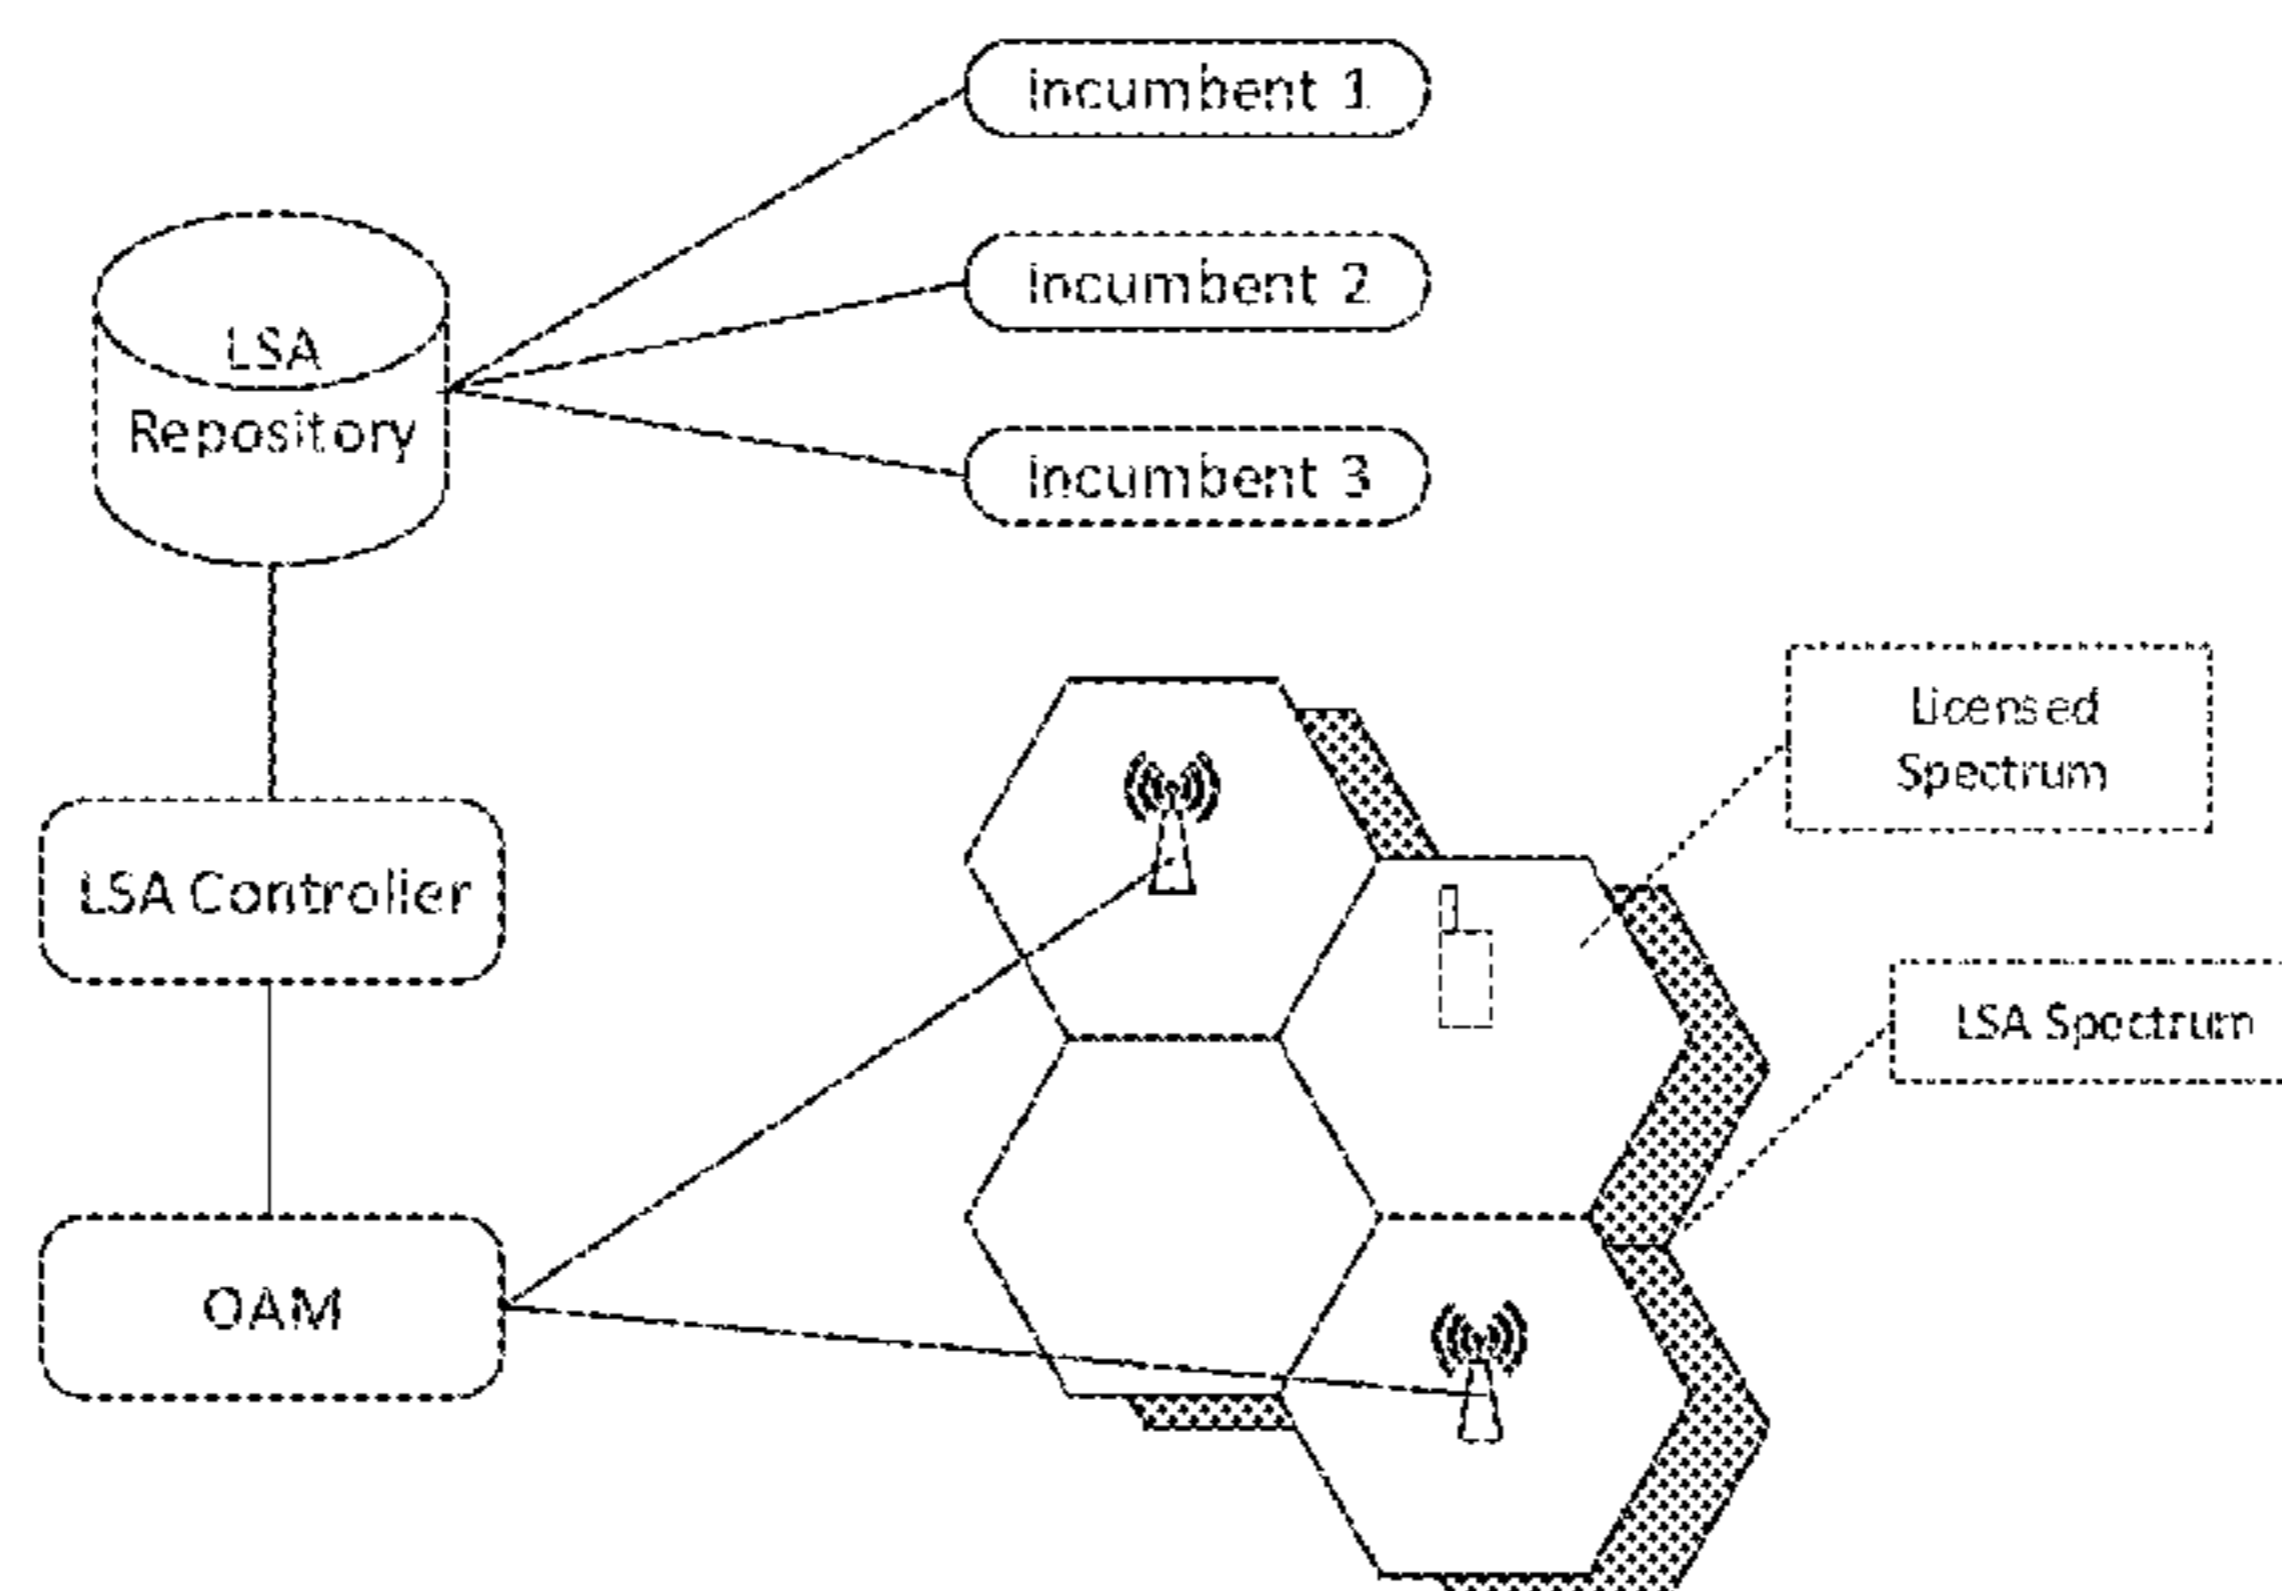 Incumbent 1
Incumbent 2
LSA
Repository
Incumbent 3
Licensed
Spectrum
LSA Controller
LSA Spectrum
OAM